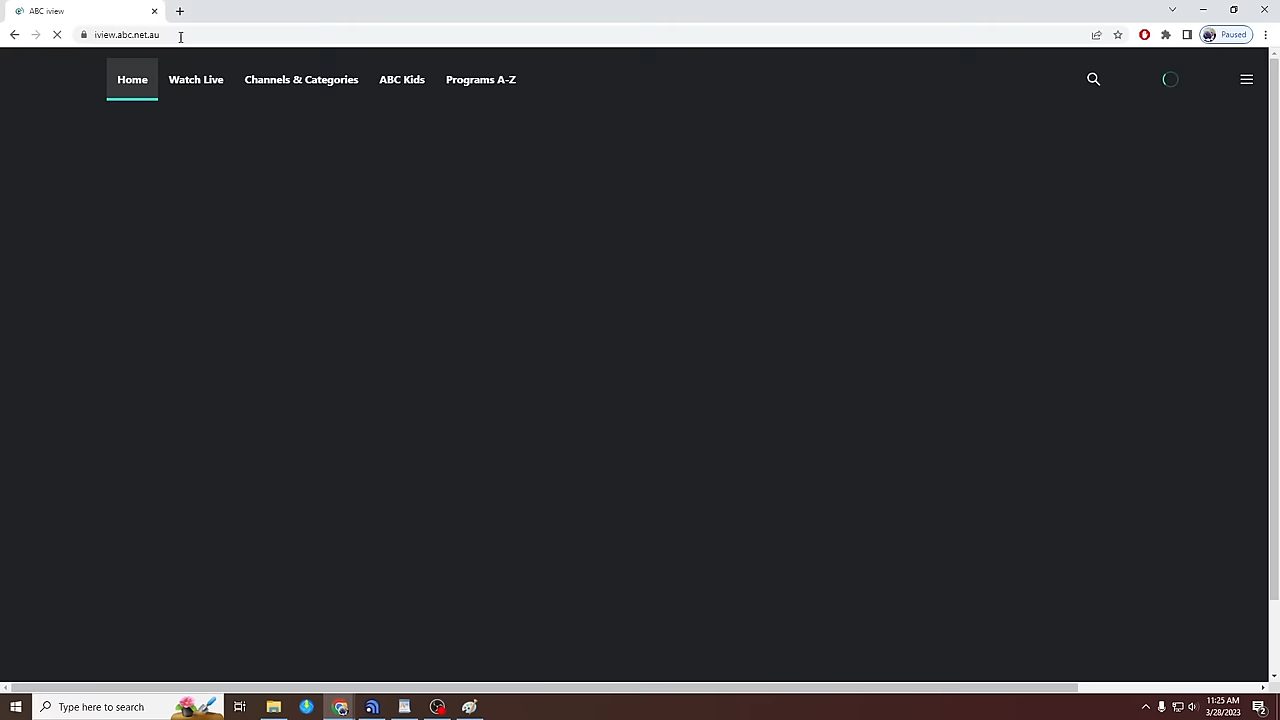 ABC iview
iview.abc.net.au
Paused
Home Watch Live Channels & Categories ABC Kids Programs A-Z
Type here to search
11:25 AM
3/28/2023
2